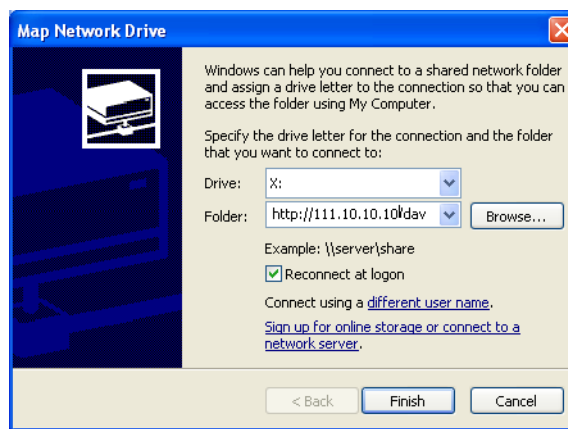 Map Network Drive
Windows can help you connect to a shared network folder
and assign a drive letter to the connection so that you can
access the folder using My Computer.
Specify the drive letter for the connection and the folder
that you want to connect to:
Drive: X:
Folder: http://111.10.10.10/dav Browse...
Example: \\server\share
Reconnect at logon
Connect using a different user name.
Sign up for online storage or connect to a
network server.
< Back Finish Cancel